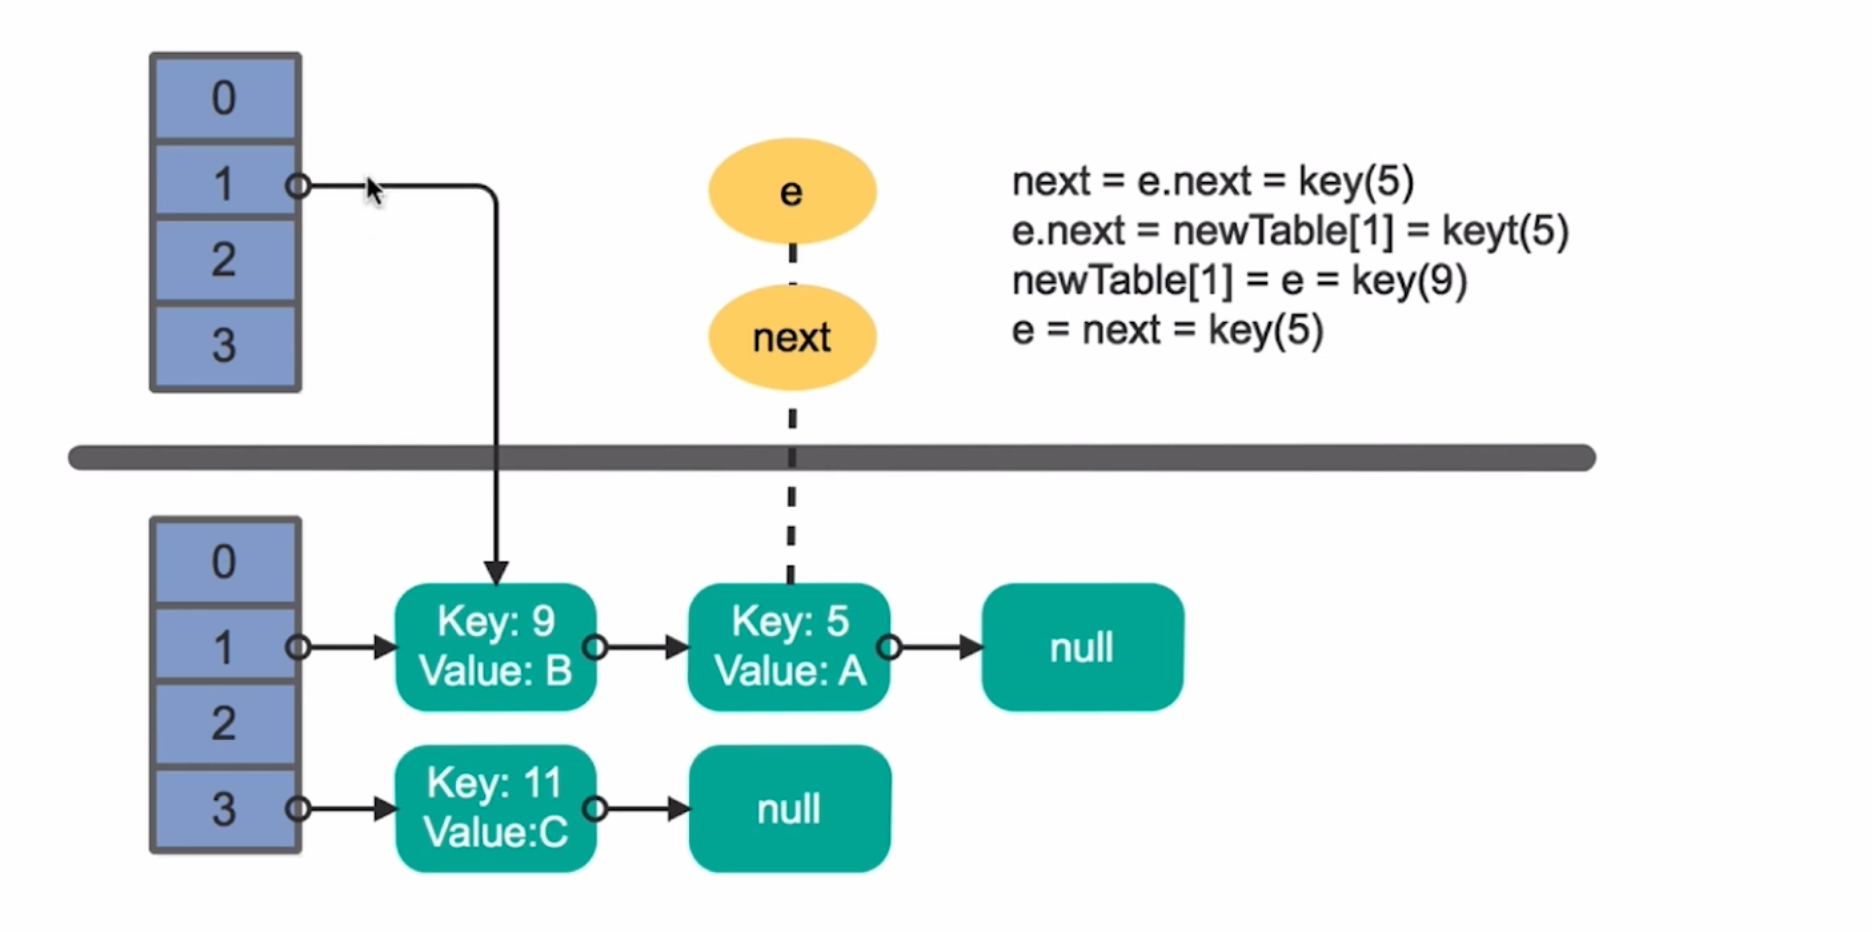 0
1
2
3
e
next
next = e.next = key(5)
e.next = newTable[1] = keyt(5)
newTable[1] = e = key(9)
e = next = key(5)
0
1
2
3
Key: 9
Value: B
Key: 5
Value: A
null
Key: 11
Value:C
null